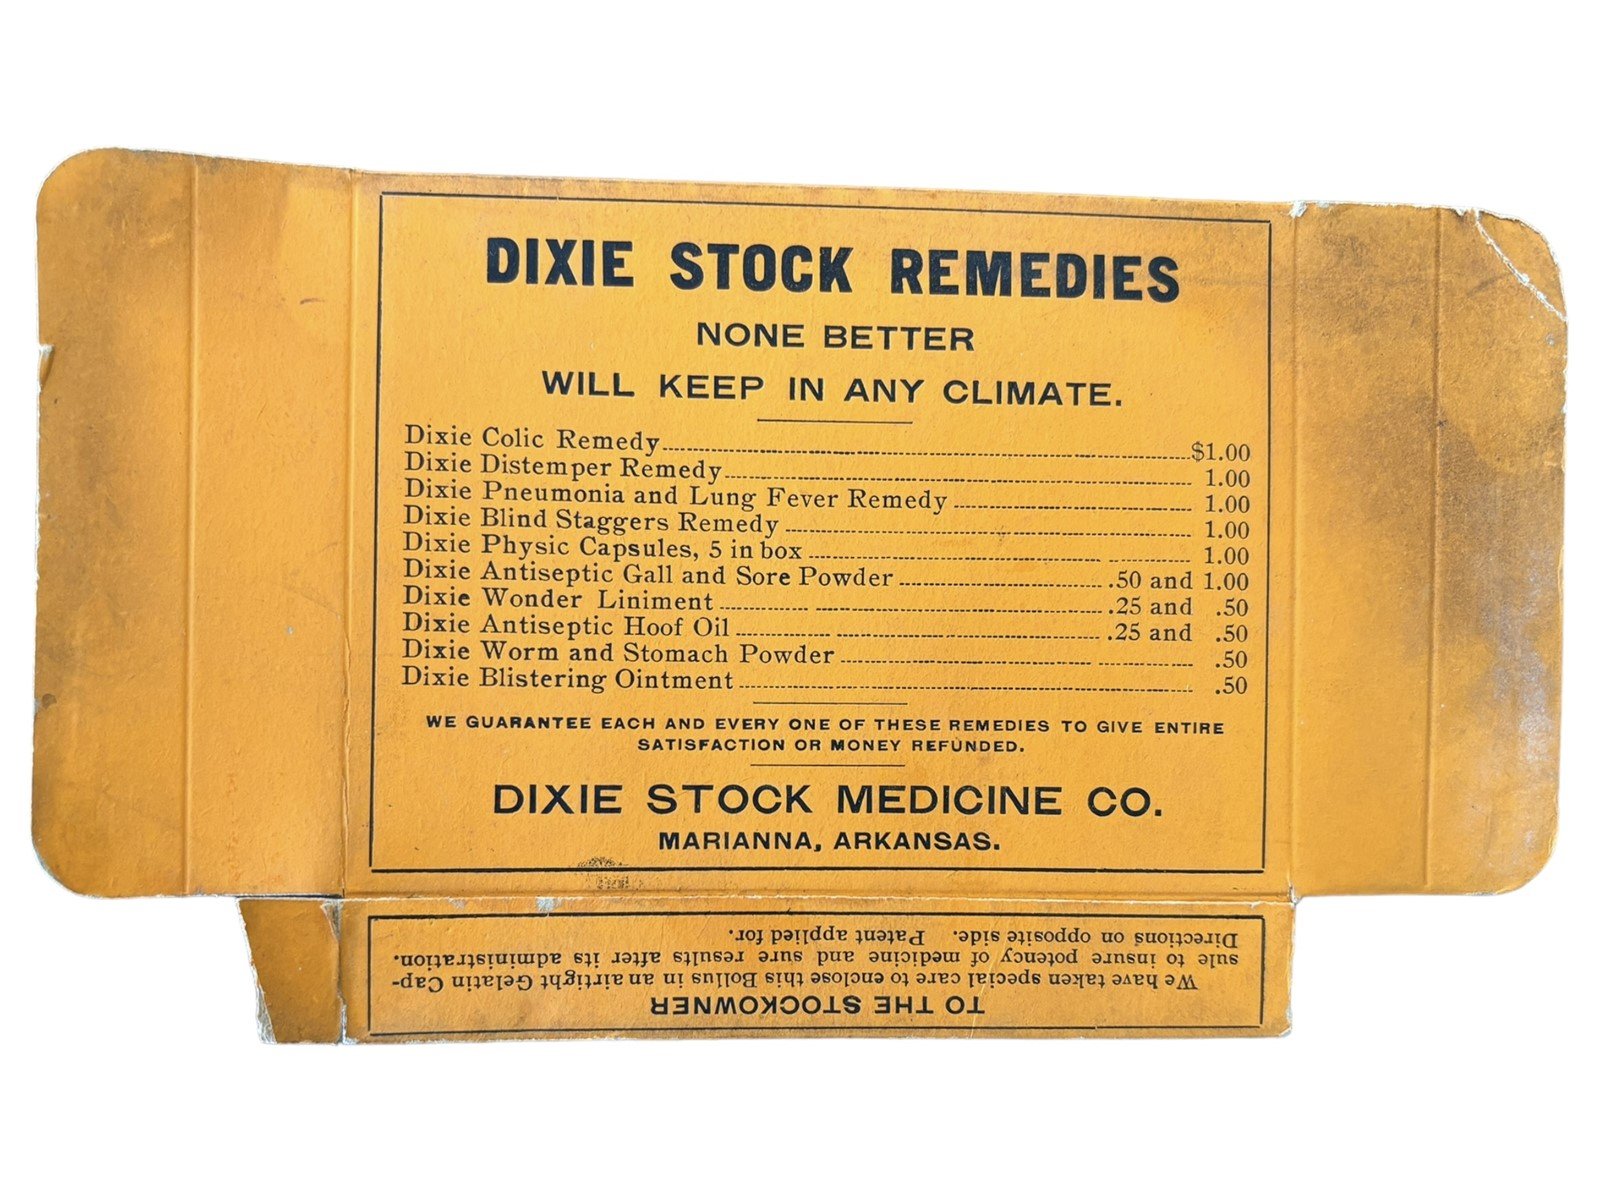 DIXIE STOCK REMEDIES
NONE BETTER
WILL KEEP IN ANY CLIMATE.
Dixie Colic Remedy $1.00
Dixie Distemper Remedy 1.00
Dixie Pneumonia and Lung Fever Remedy 1.00
Dixie Blind Staggers Remedy 1.00
Dixie Physic Capsules, 5 in box 1.00
Dixie Antiseptic Gall and Sore Powder .50 and 1.00
Dixie Wonder Liniment .25 and .50
Dixie Antiseptic Hoof Oil .25 and .50
Dixie Worm and Stomach Powder .50
Dixie Blistering Ointment .50
WE GUARANTEE EACH AND EVERY ONE OF THESE REMEDIES TO GIVE ENTIRE
SATISFACTION OR MONEY REFUNDED.
DIXIE STOCK MEDICINE CO.
MARIANNA, ARKANSAS.
TO THE STOCKOWNER
We have taken special care to enclose this Bollus in an airtight Gelatin Cap-
sule to insure potency of medicine and sure results after its administration.
Directions on opposite side. Patent applied for.